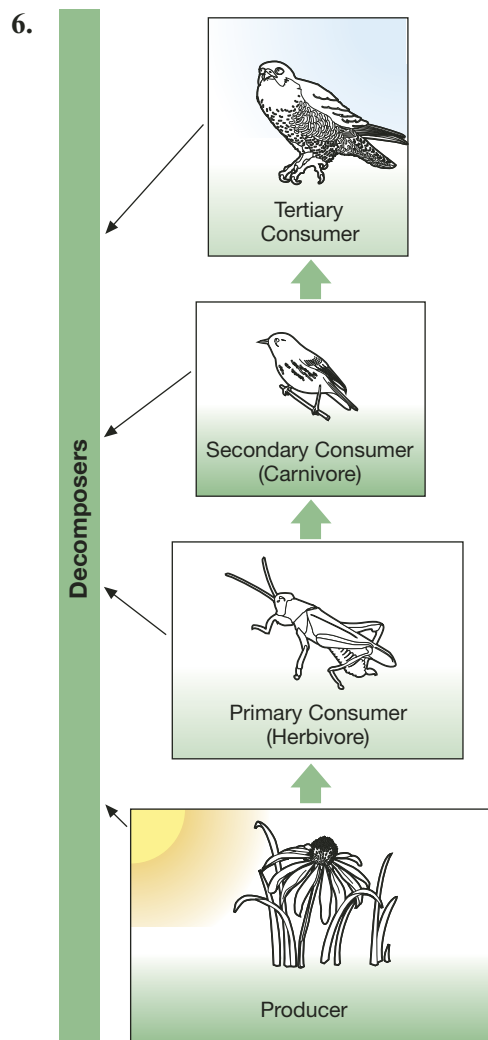 6.
Tertiary
Consumer
Secondary Consumer
(Carnivore)
Decomposers
Primary Consumer
(Herbivore)
Producer